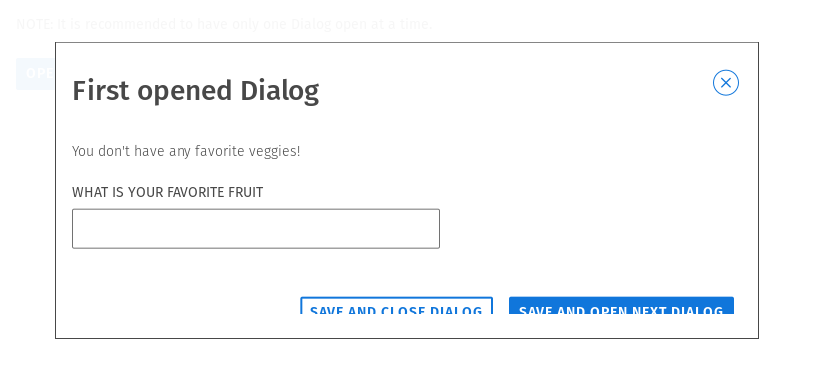 NOTE: It is recommended to have only one Dialog open at a time.
OPE
First opened Dialog
You don't have any favorite veggies!
WHAT IS YOUR FAVORITE FRUIT
SAVE AND CLOSE DIALOG SAVE AND OPEN NEXT DIALOG